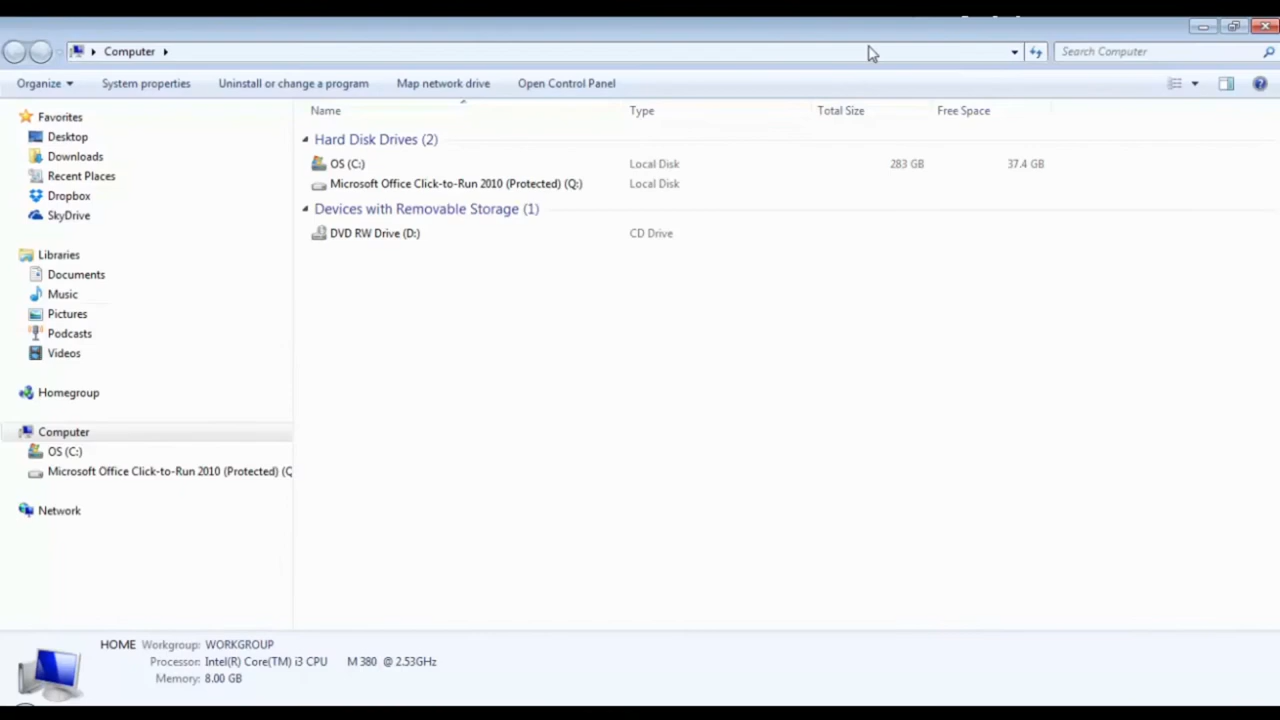 Computer
Search Computer
Organize System properties Uninstall or change a program Map network drive Open Control Panel
Name Type Total Size Free Space
Favorites
Desktop
Downloads
Recent Places
Dropbox
SkyDrive
Libraries
Documents
Music
Pictures
Podcasts
Videos
Homegroup
Computer
OS (C:)
Microsoft Office Click-to-Run 2010 (Protected) (Q
Network
Hard Disk Drives (2)
OS (C:) Local Disk 283 GB 37.4 GB
Microsoft Office Click-to-Run 2010 (Protected) (Q:) Local Disk
Devices with Removable Storage (1)
DVD RW Drive (D:) CD Drive
HOME Workgroup: WORKGROUP
Processor: Intel(R) Core(TM) i3 CPU M 380 @ 2.53GHz
Memory: 8.00 GB